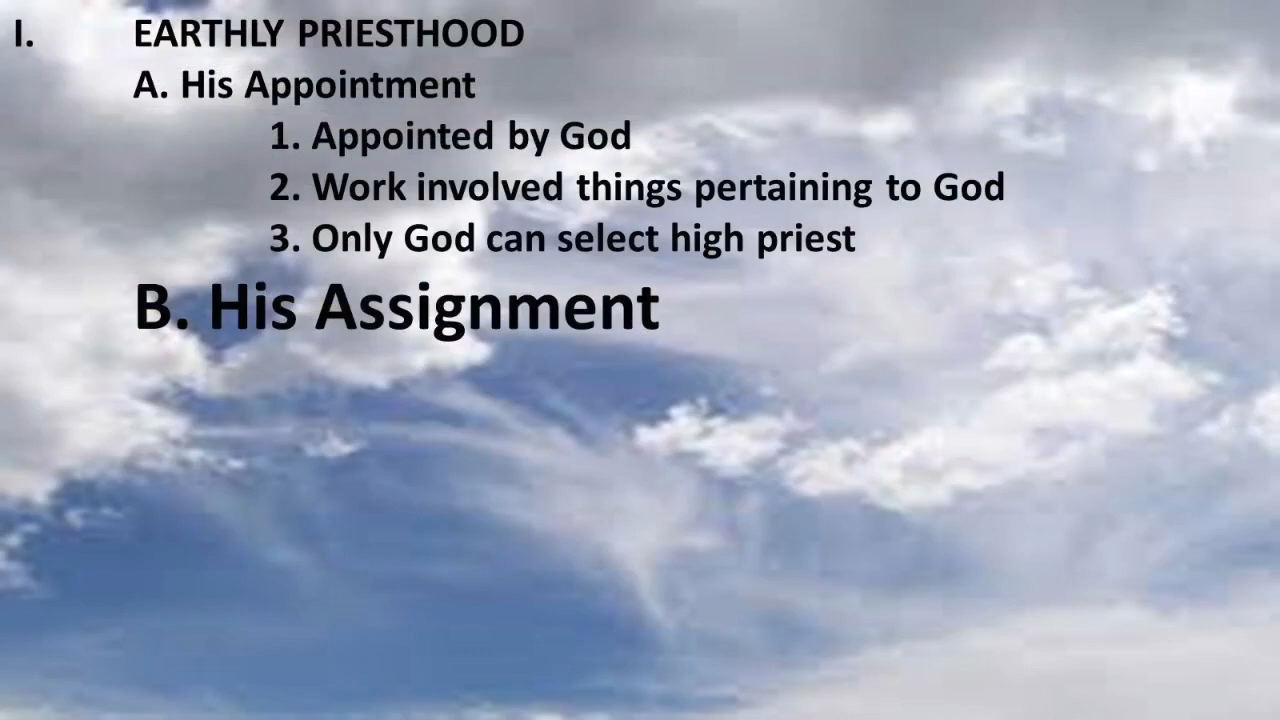 I. EARTHLY PRIESTHOOD
A. His Appointment
1. Appointed by God
2. Work involved things pertaining to God
3. Only God can select high priest
B. His Assignment